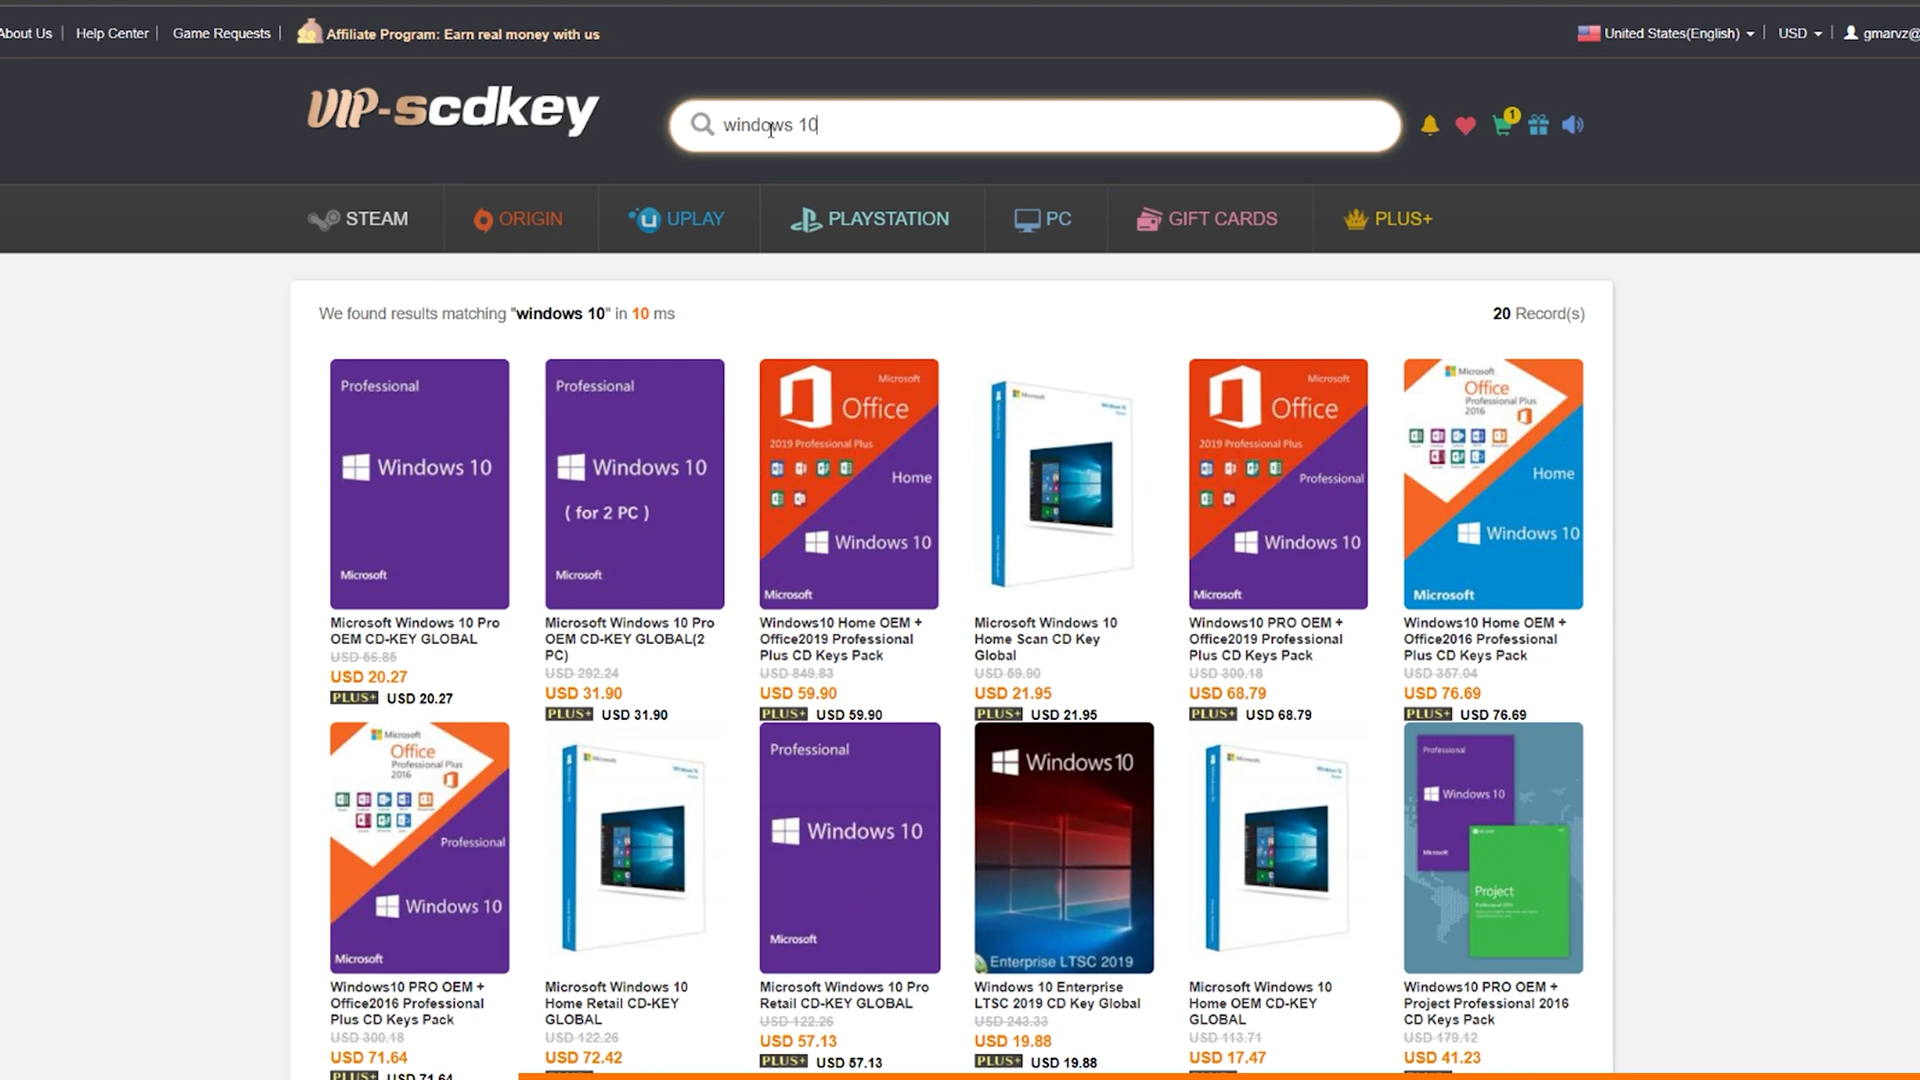 About Us | Help Center | Game Requests | Affiliate Program: Earn real money with us
United States(English) | USD | gmarvz@
VIP-scdkey
windows 10
1
STEAM
ORIGIN
UPLAY
PLAYSTATION
PC
GIFT CARDS
PLUS+
We found results matching "windows 10" in 10 ms
20 Record(s)
Professional
Windows 10
Microsoft
Microsoft Windows 10 Pro
OEM CD-KEY GLOBAL
USD 56.85
USD 20.27
PLUS+ USD 20.27
Professional
Windows 10
( for 2 PC )
Microsoft
Microsoft Windows 10 Pro
OEM CD-KEY GLOBAL(2
PC)
USD 292.24
USD 31.90
PLUS+ USD 31.90
Microsoft
Office
2019 Professional Plus
Home
Windows 10
Microsoft
Windows10 Home OEM +
Office2019 Professional
Plus CD Keys Pack
USD 849.83
USD 59.90
PLUS+ USD 59.90
Microsoft
Microsoft Windows 10
Home Scan CD Key
Global
USD 59.90
USD 21.95
PLUS+ USD 21.95
Microsoft
Office
2019 Professional Plus
Professional
Windows 10
Microsoft
Windows10 PRO OEM +
Office2019 Professional
Plus CD Keys Pack
USD 300.18
USD 68.79
PLUS+ USD 68.79
Microsoft
Office
Professional Plus
2016
Home
Windows 10
Microsoft
Windows10 Home OEM +
Office2016 Professional
Plus CD Keys Pack
USD 357.04
USD 76.69
PLUS+ USD 76.69
Microsoft
Office
Professional Plus
2016
Professional
Windows 10
Microsoft
Windows10 PRO OEM +
Office2016 Professional
Plus CD Keys Pack
USD 300.18
USD 71.64
PLUS+ USD 71.64
Microsoft
Microsoft Windows 10
Home Retail CD-KEY
GLOBAL
USD 122.26
USD 72.42
Professional
Windows 10
Microsoft
Microsoft Windows 10 Pro
Retail CD-KEY GLOBAL
USD 122.26
USD 57.13
PLUS+ USD 57.13
Windows 10
Enterprise LTSC 2019
Windows 10 Enterprise
LTSC 2019 CD Key Global
USD 243.33
USD 19.88
PLUS+ USD 19.88
Microsoft
Microsoft Windows 10
Home OEM CD-KEY
GLOBAL
USD 113.71
USD 17.47
Professional
Windows 10
Microsoft
Project
Windows10 PRO OEM +
Project Professional 2016
CD Keys Pack
USD 179.12
USD 41.23